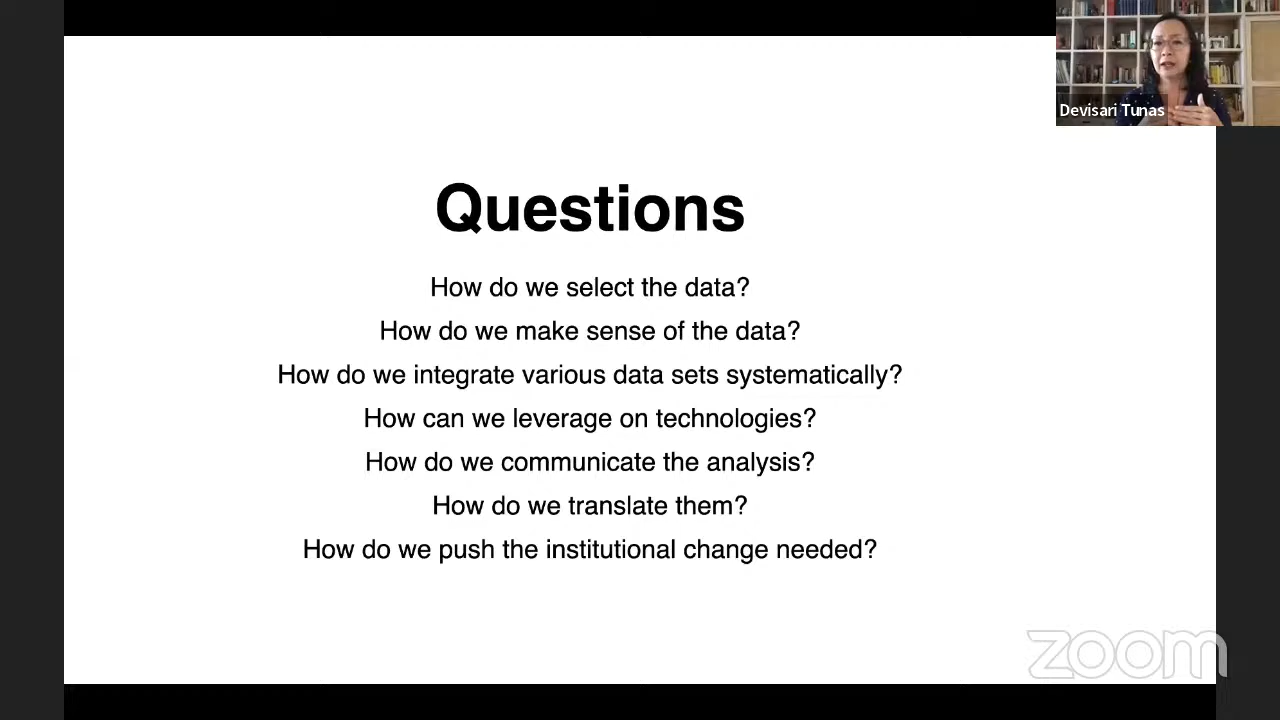 Devisari Tunas
Questions
How do we select the data?
How do we make sense of the data?
How do we integrate various data sets systematically?
How can we leverage on technologies?
How do we communicate the analysis?
How do we translate them?
How do we push the institutional change needed?
zoom